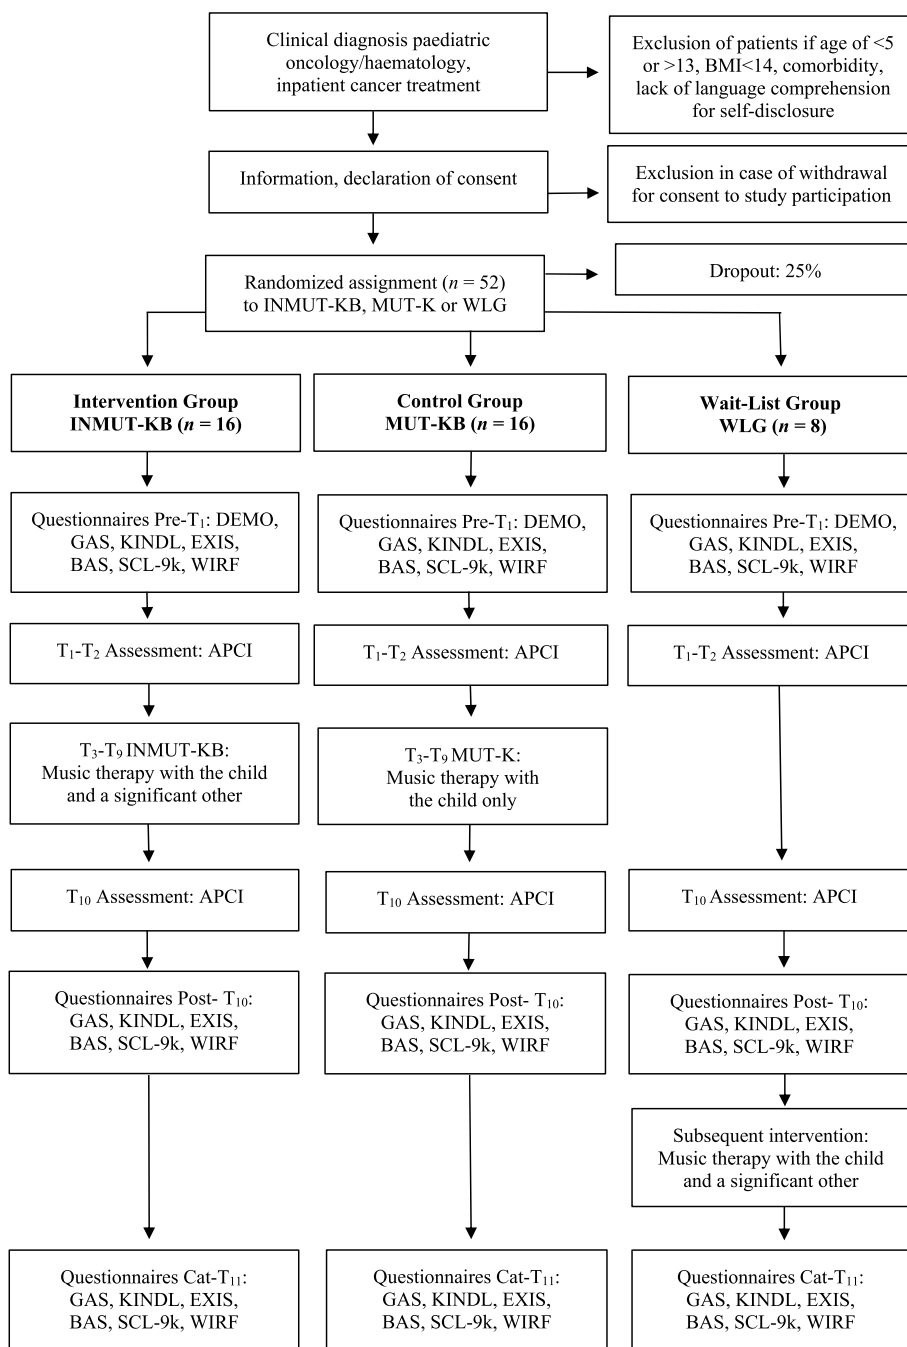 Clinical diagnosis paediatric
oncology/haematology,
inpatient cancer treatment
Exclusion of patients if age of <5
or >13, BMI<14, comorbidity,
lack of language comprehension
for self-disclosure
Information, declaration of consent
Exclusion in case of withdrawal
for consent to study participation
Randomized assignment (n = 52)
to INMUT-KB, MUT-K or WLG
Dropout: 25%
Intervention Group
INMUT-KB (n = 16)
Control Group
MUT-KB (n = 16)
Wait-List Group
WLG (n = 8)
Questionnaires Pre-T₁: DEMO,
GAS, KINDL, EXIS,
BAS, SCL-9k, WIRF
Questionnaires Pre-T₁: DEMO,
GAS, KINDL, EXIS,
BAS, SCL-9k, WIRF
Questionnaires Pre-T₁: DEMO,
GAS, KINDL, EXIS,
BAS, SCL-9k, WIRF
T₁-T₂ Assessment: APCI
T₁-T₂ Assessment: APCI
T₁-T₂ Assessment: APCI
T₃-T₉ INMUT-KB:
Music therapy with the child
and a significant other
T₃-T₉ MUT-K:
Music therapy with
the child only
T₁₀ Assessment: APCI
T₁₀ Assessment: APCI
T₁₀ Assessment: APCI
Questionnaires Post- T₁₀:
GAS, KINDL, EXIS,
BAS, SCL-9k, WIRF
Questionnaires Post- T₁₀:
GAS, KINDL, EXIS,
BAS, SCL-9k, WIRF
Questionnaires Post- T₁₀:
GAS, KINDL, EXIS,
BAS, SCL-9k, WIRF
Subsequent intervention:
Music therapy with the child
and a significant other
Questionnaires Cat-T₁₁:
GAS, KINDL, EXIS,
BAS, SCL-9k, WIRF
Questionnaires Cat-T₁₁:
GAS, KINDL, EXIS,
BAS, SCL-9k, WIRF
Questionnaires Cat-T₁₁:
GAS, KINDL, EXIS,
BAS, SCL-9k, WIRF